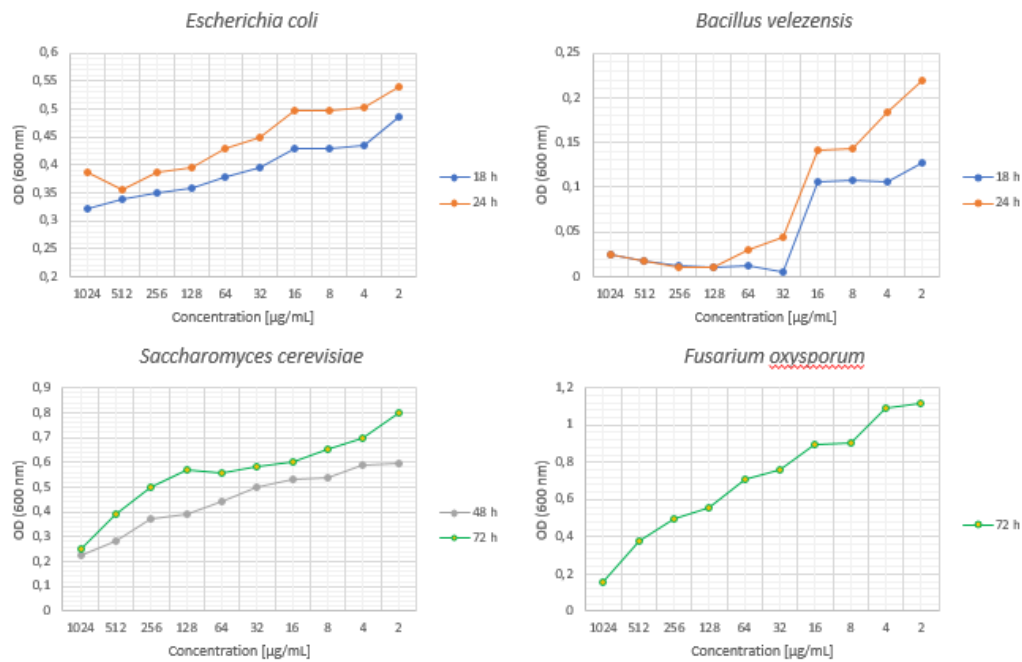 Escherichia coli
0,6
0,55
0,5
0,45
0,4
0,35
0,3
0,25
0,2
OD (600 nm)
1024 512 256 128 64 32 16 8 4 2
Concentration [µg/mL]
18 h
24 h
Bacillus velezensis
0,25
0,2
0,15
0,1
0,05
0
OD (600 nm)
1024 512 256 128 64 32 16 8 4 2
Concentration [µg/mL]
18 h
24 h
Saccharomyces cerevisiae
0,9
0,8
0,7
0,6
0,5
0,4
0,3
0,2
0,1
0
OD (600 nm)
1024 512 256 128 64 32 16 8 4 2
Concentration [µg/mL]
48 h
72 h
Fusarium oxysporum
1,2
1
0,8
0,6
0,4
0,2
0
OD (600 nm)
1024 512 256 128 64 32 16 8 4 2
Concentration [µg/mL]
72 h